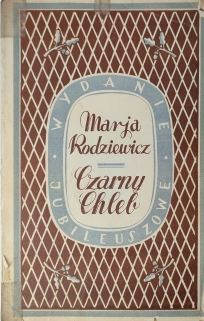 WYDANIE
Marja
Rodziewicz
Czarny
Chleb
JUBILEUSZOWE